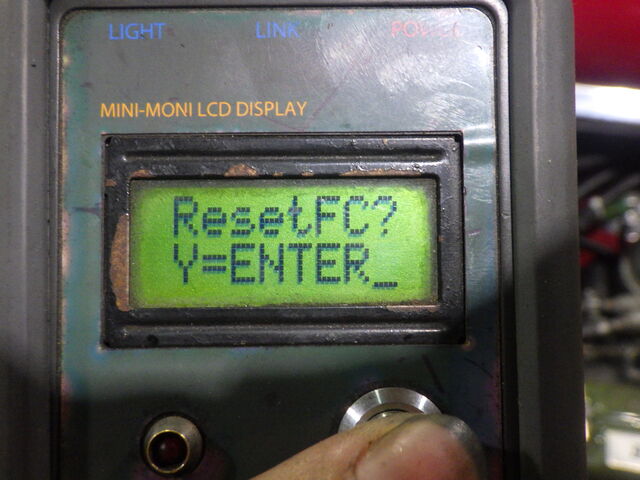 LIGHT LINK POWER
MINI-MONI LCD DISPLAY
ResetFC?
Y=ENTER_